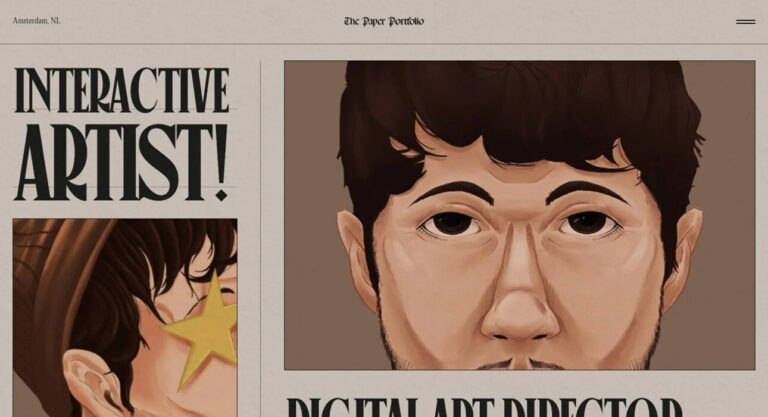 Amsterdam, NL
The Paper Portfolio
INTERACTIVE
ARTIST!
DIGITAL ART DIRECTOR